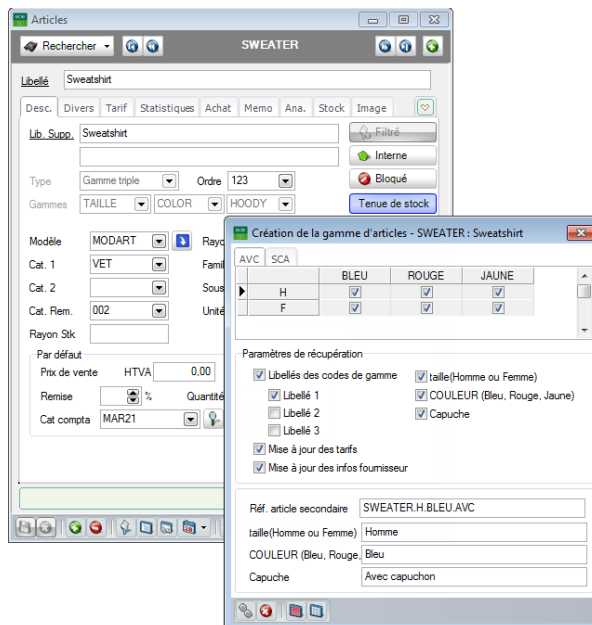 Articles
Rechercher
SWEATER
Libellé Sweatshirt
Desc. Divers Tarif Statistiques Achat Memo Ana. Stock Image
Lib. Supp. Sweatshirt
Filtré
Interne
Type Gamme triple Ordre 123
Bloqué
Gammes TAILLE COLOR HOODY
Tenue de stock
Modèle MODART
Cat. 1 VET
Cat. 2
Sous
Cat. Rem. 002
Unité
Rayon Stk
Par défaut
Prix de vente HTVA 0,00
Remise %
Quantité
Cat compta MAR21
Création de la gamme d'articles - SWEATER : Sweatshirt
AVC SCA
BLEU ROUGE JAUNE
H
F
Paramètres de récupération
Libellés des codes de gamme
taille(Homme ou Femme)
Libellé 1
COULEUR (Bleu, Rouge, Jaune)
Libellé 2
Capuche
Libellé 3
Mise à jour des tarifs
Mise à jour des infos fournisseur
Réf. article secondaire SWEATER.H.BLEU.AVC
taille(Homme ou Femme) Homme
COULEUR (Bleu, Rouge, Bleu
Capuche Avec capuchon